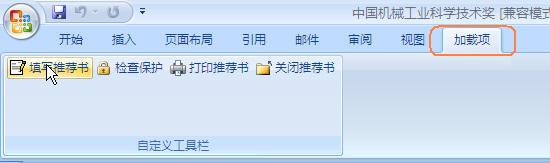 中国机械工业科学技术奖 [兼容模式
开始 插入 页面布局 引用 邮件 审阅 视图 加载项
填写推荐书 检查保护 打印推荐书 关闭推荐书
自定义工具栏